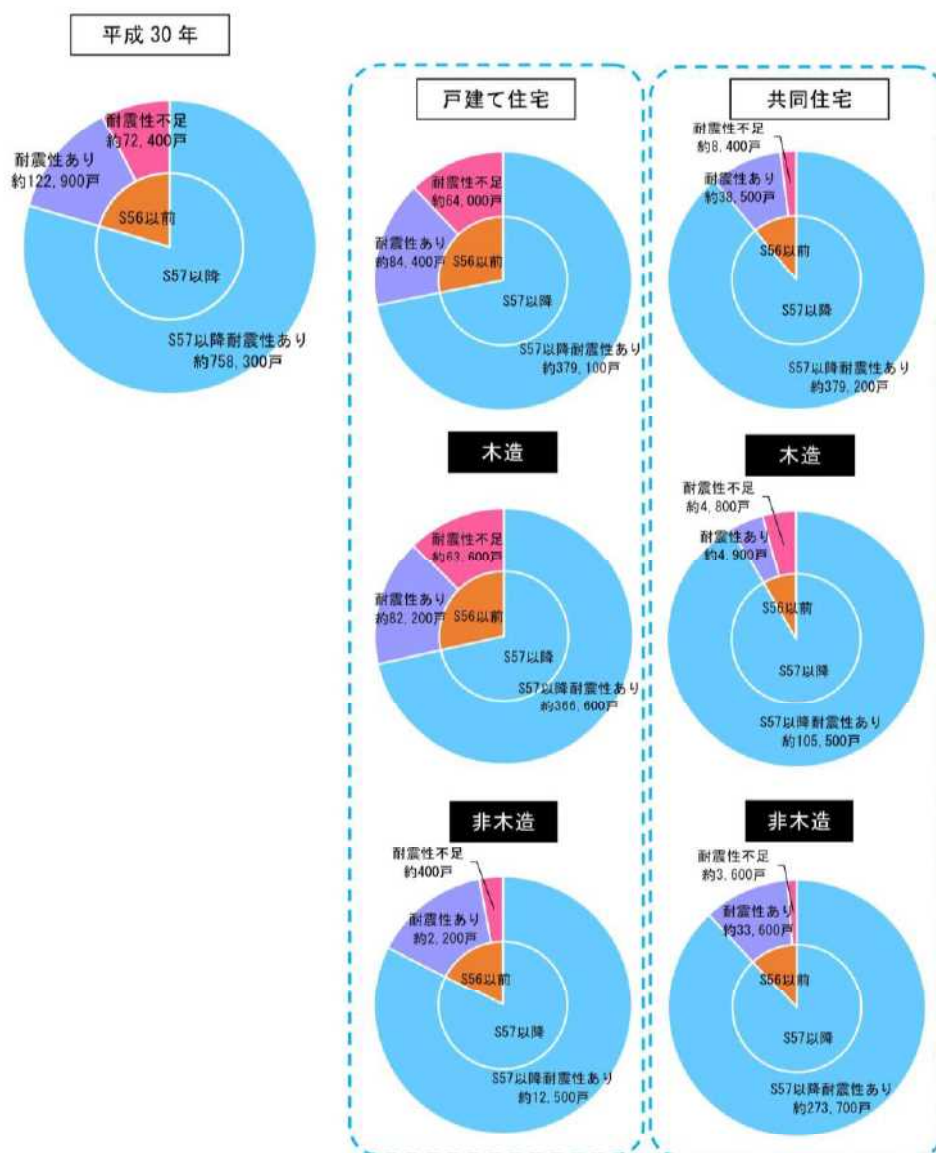 平成30年
耐震性不足
約72,400戸
耐震性あり
約122,900戸
S56以前
S57以降
S57以降耐震性あり
約758,300戸
戸建て住宅
耐震性不足
約64,000戸
耐震性あり
約84,400戸
S56以前
S57以降
S57以降耐震性あり
約379,100戸
木造
耐震性不足
約63,600戸
耐震性あり
約82,200戸
S56以前
S57以降
S57以降耐震性あり
約366,600戸
非木造
耐震性不足
約400戸
耐震性あり
約2,200戸
S56以前
S57以降
S57以降耐震性あり
約12,500戸
共同住宅
耐震性不足
約8,400戸
耐震性あり
約38,500戸
S56以前
S57以降
S57以降耐震性あり
約379,200戸
木造
耐震性不足
約4,800戸
耐震性あり
約4,900戸
S56以前
S57以降
S57以降耐震性あり
約105,500戸
非木造
耐震性不足
約3,600戸
耐震性あり
約33,600戸
S56以前
S57以降
S57以降耐震性あり
約273,700戸